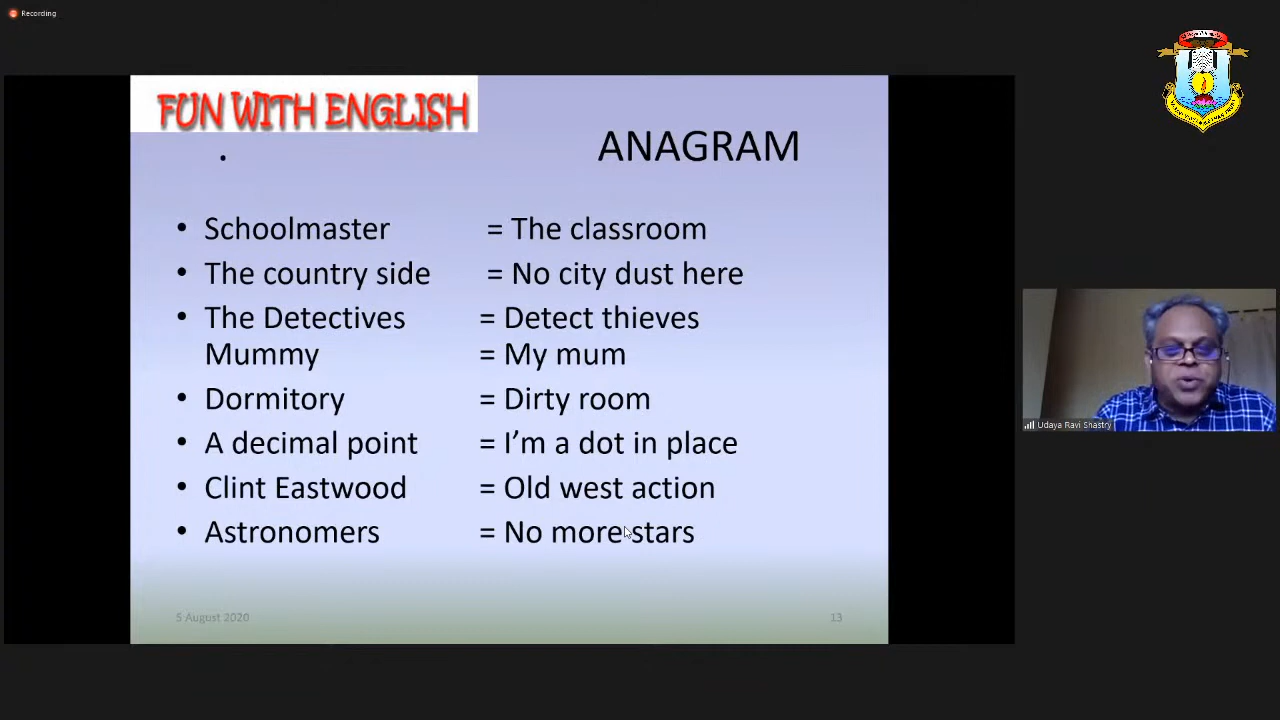 Recording
FUN WITH ENGLISH
.
ANAGRAM
• Schoolmaster = The classroom
• The country side = No city dust here
• The Detectives = Detect thieves
Mummy = My mum
• Dormitory = Dirty room
• A decimal point = I'm a dot in place
• Clint Eastwood = Old west action
• Astronomers = No more stars
5 August 2020
13
Udaya Ravi Shastry